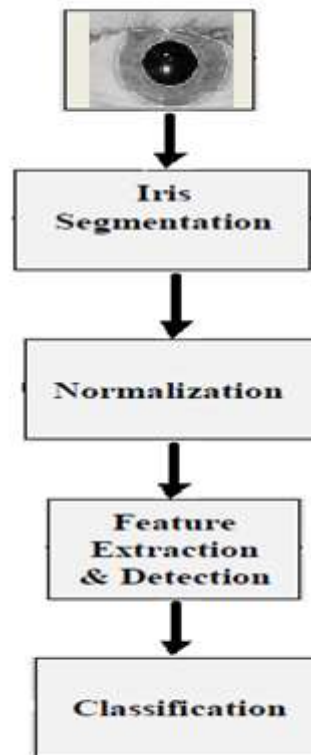 Iris
Segmentation
Normalization
Feature
Extraction
& Detection
Classification